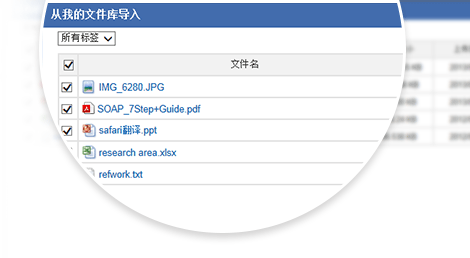 从我的文件库导入
所有标签
文件名
IMG_6280.JPG
SOAP_7Step+Guide.pdf
safari翻译.ppt
research area.xlsx
refwork.txt